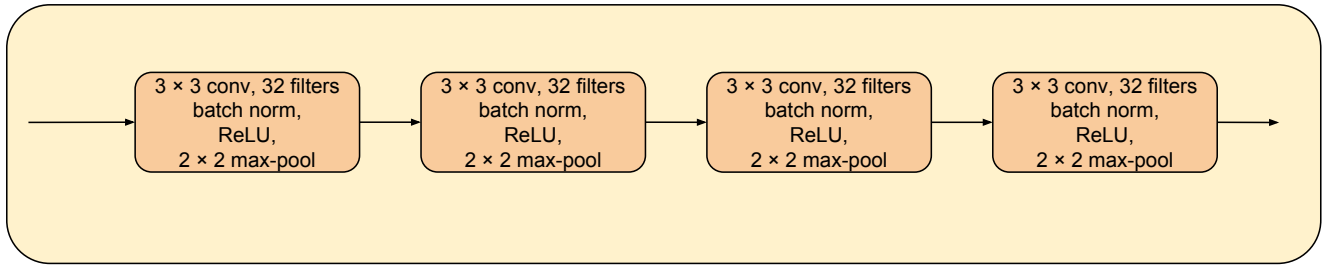 3 × 3 conv, 32 filters
batch norm,
ReLU,
2 × 2 max-pool
3 × 3 conv, 32 filters
batch norm,
ReLU,
2 × 2 max-pool
3 × 3 conv, 32 filters
batch norm,
ReLU,
2 × 2 max-pool
3 × 3 conv, 32 filters
batch norm,
ReLU,
2 × 2 max-pool